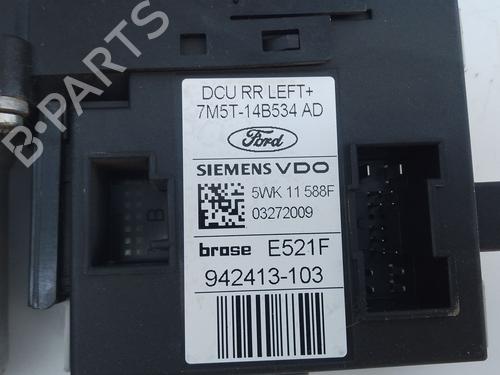 B-PARTS
DCU RR LEFT+
7M5T-14B534 AD
Ford
SIEMENS VDO
5WK 11 588F
03272009
brose E521F
942413-103
B